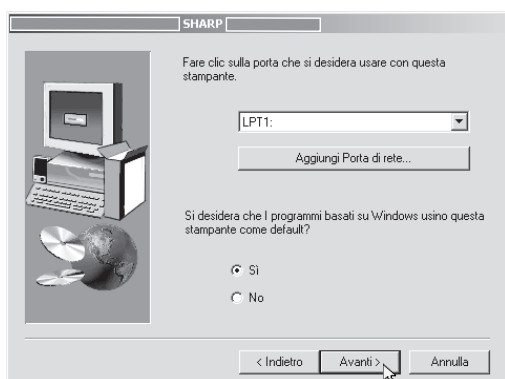 SHARP
Fare clic sulla porta che si desidera usare con questa
stampante.
LPT1:
Aggiungi Porta di rete...
Si desidera che I programmi basati su Windows usino questa
stampante come default?
Sì
No
< Indietro
Avanti >
Annulla